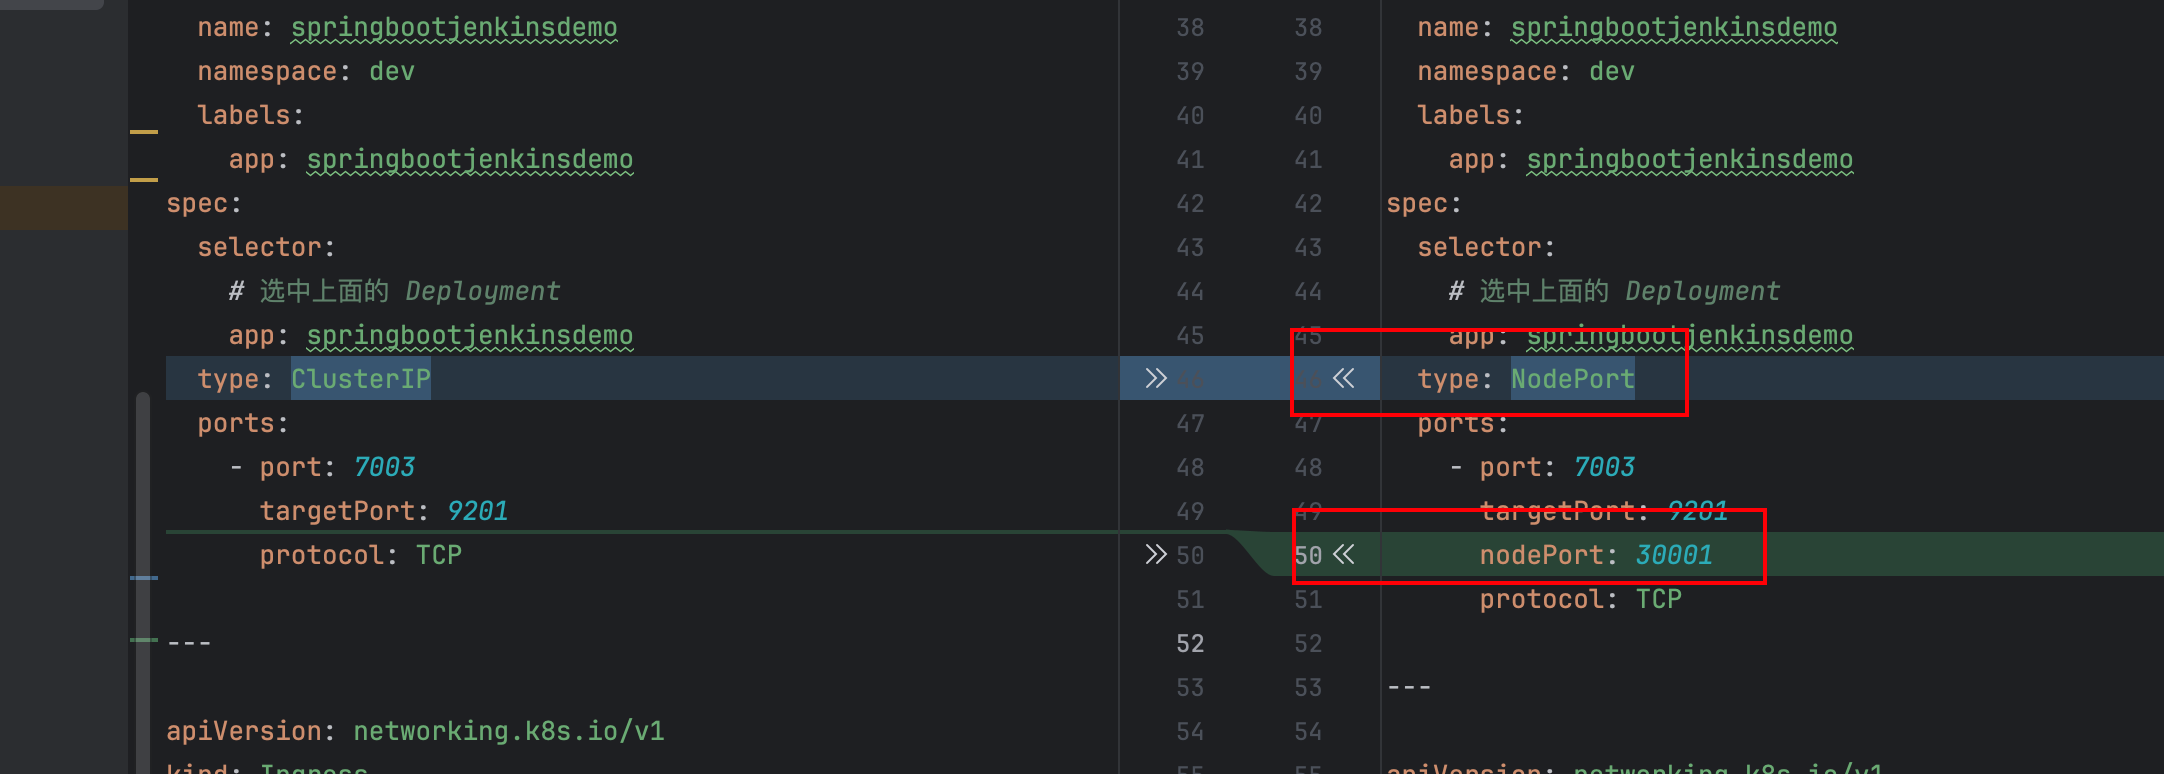 name: springbootjenkinsdemo
namespace: dev
labels:
app: springbootjenkinsdemo
spec:
selector:
# 选中上面的 Deployment
app: springbootjenkinsdemo
type: ClusterIP
ports:
- port: 7003
targetPort: 9201
protocol: TCP
---
apiVersion: networking.k8s.io/v1
kind: Ingress
38 38
39 39
40 40
41 41
42 42
43 43
44 44
45 45
46 46
47 47
48 48
49 49
50 50
51 51
52 52
53 53
54 54
55 55
name: springbootjenkinsdemo
namespace: dev
labels:
app: springbootjenkinsdemo
spec:
selector:
# 选中上面的 Deployment
app: springbootjenkinsdemo
type: NodePort
ports:
- port: 7003
targetPort: 9201
nodePort: 30001
protocol: TCP
---
apiVersion: networking.k8s.io/v1